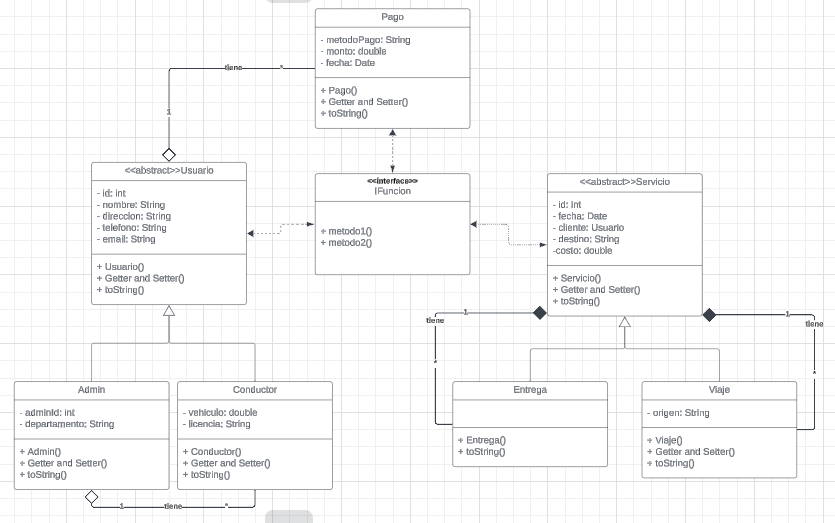 Pago
- metodoPago: String
- monto: double
- fecha: Date
+ Pago()
+ Getter and Setter()
+ toString()
tiene
*
1
<<abstract>>Usuario
- id: int
- nombre: String
- direccion: String
- telefono: String
- email: String
+ Usuario()
+ Getter and Setter()
+ toString()
<<interface>>
IFuncion
+ metodo1()
+ metodo2()
<<abstract>>Servicio
- id: int
- fecha: Date
- cliente: Usuario
- destino; String
-costo: double
+ Servicio()
+ Getter and Setter()
+ toString()
1
tiene
*
1
tiene
*
Admin
- adminId: int
- departamento; String
+ Admin()
+ Getter and Setter()
+ toString()
Conductor
- vehiculo: double
- licencia; String
+ Conductor()
+ Getter and Setter()
+ toString()
1
tiene
*
Entrega
+ Entrega()
+ toString()
Viaje
- origen: String
+ Viaje()
+ Getter and Setter()
+ toString()